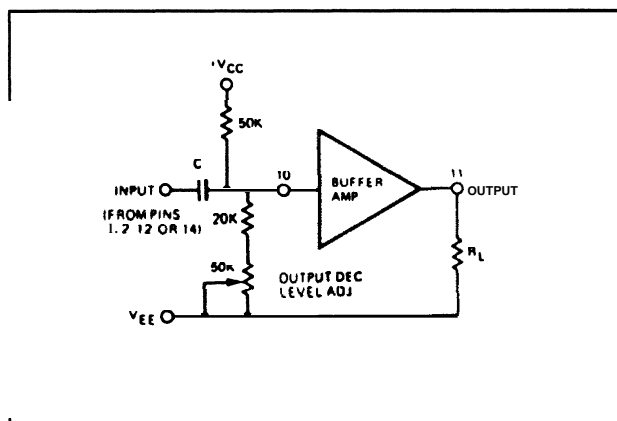 +VCC
50K
C
10
11
INPUT
BUFFER
AMP
OUTPUT
(FROM PINS
1, 2 12 OR 14)
20K
RL
50K
OUTPUT DEC
LEVEL ADJ
VEE